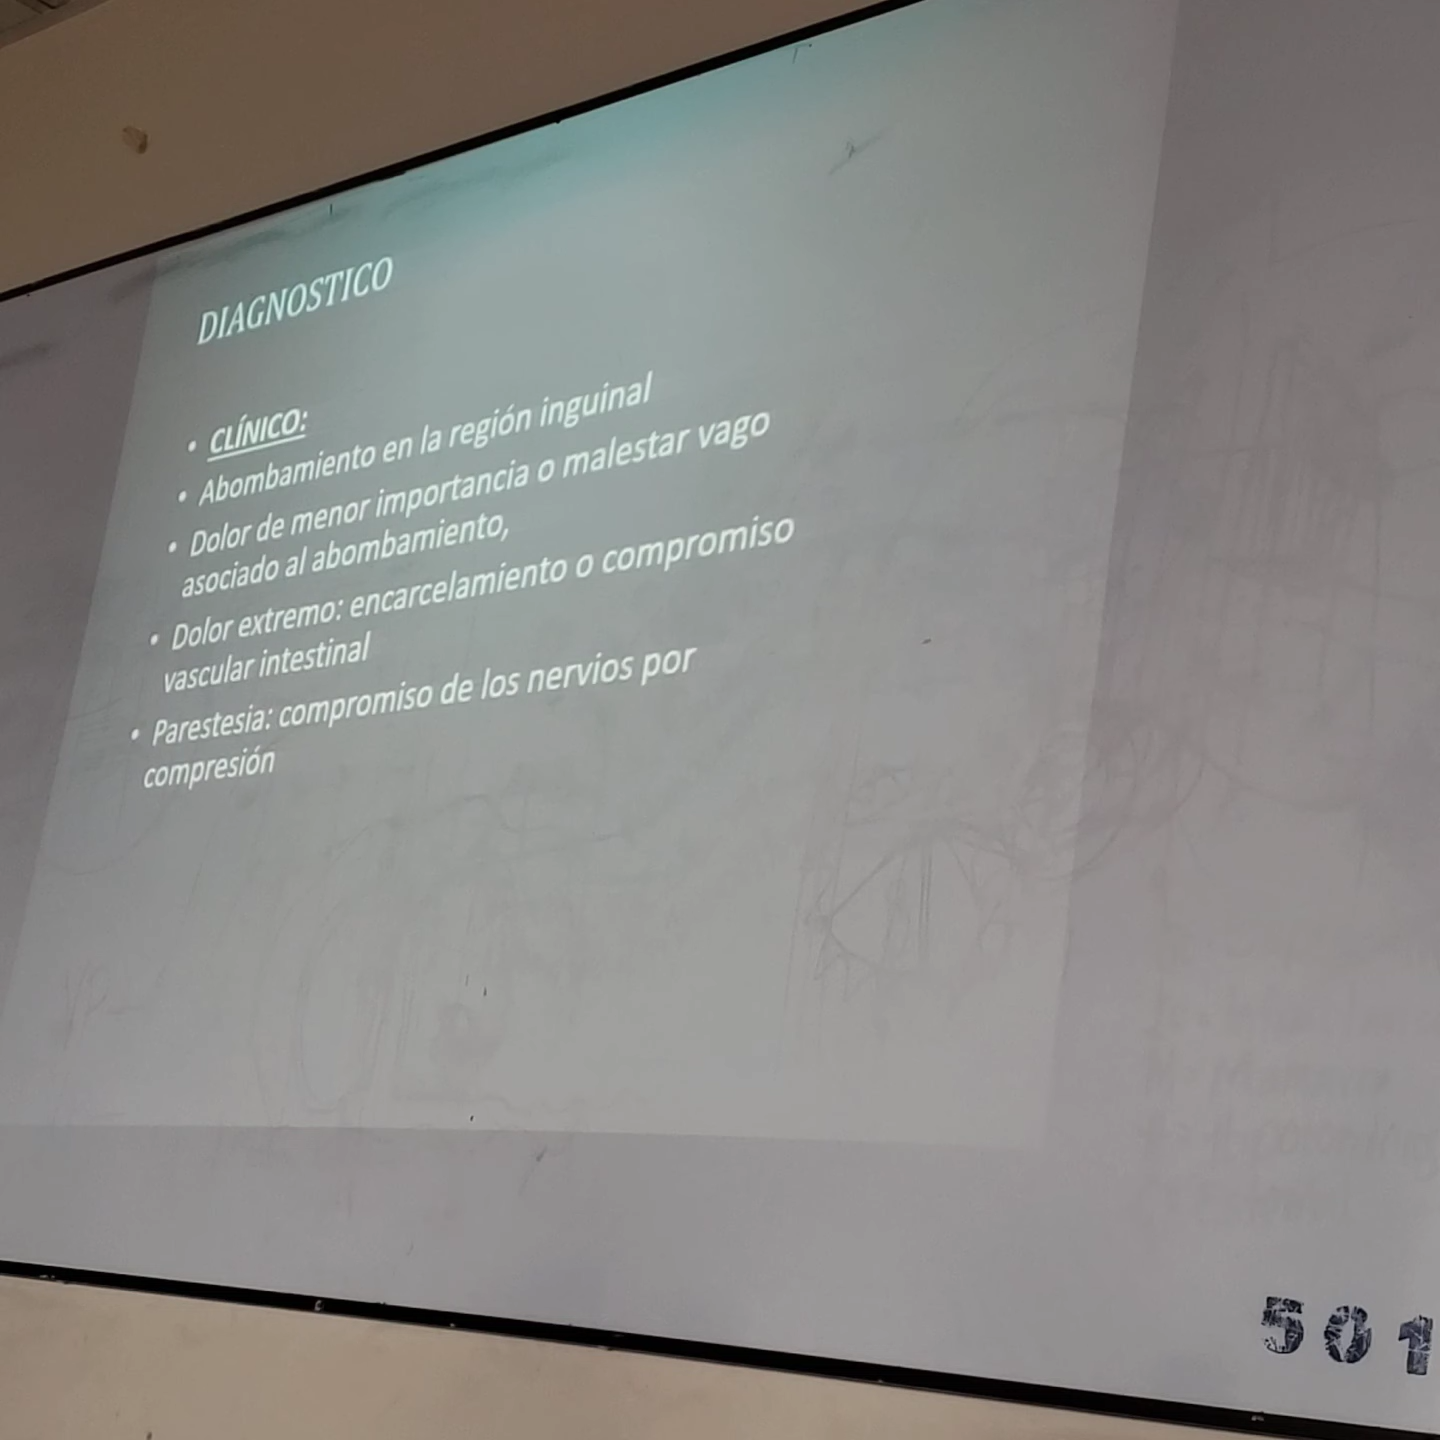 DIAGNOSTICO
• CLÍNICO:
• Abombamiento en la región inguinal
• Dolor de menor importancia o malestar vago
asociado al abombamiento,
• Dolor extremo: encarcelamiento o compromiso
vascular intestinal
• Parestesia: compromiso de los nervios por
compresión
501